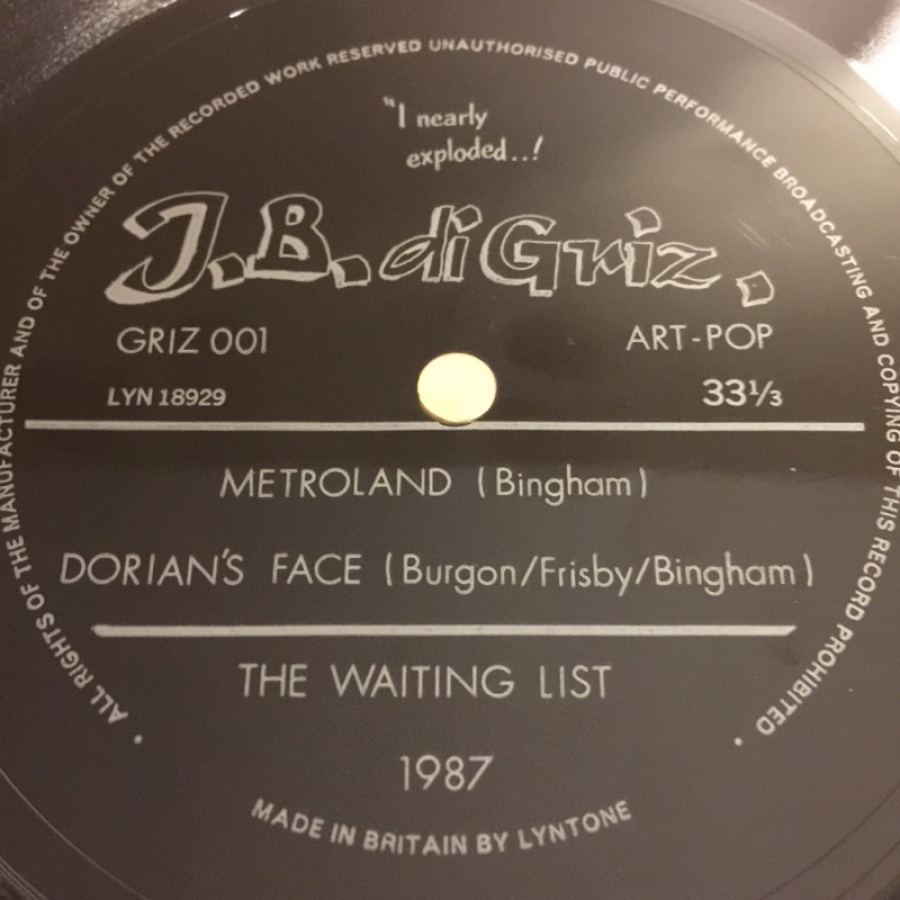 ALL RIGHTS OF THE MANUFACTURER AND OF THE OWNER OF THE RECORDED WORK RESERVED UNAUTHORISED PUBLIC PERFORMANCE BROADCASTING AND COPYING OF THIS RECORD PROHIBITED
"I nearly
exploded..!
J.B. di Griz.
GRIZ 001 ART-POP
LYN 18929 33⅓
METROLAND (Bingham)
DORIAN'S FACE (Burgon/Frisby/Bingham)
THE WAITING LIST
1987
MADE IN BRITAIN BY LYNTONE